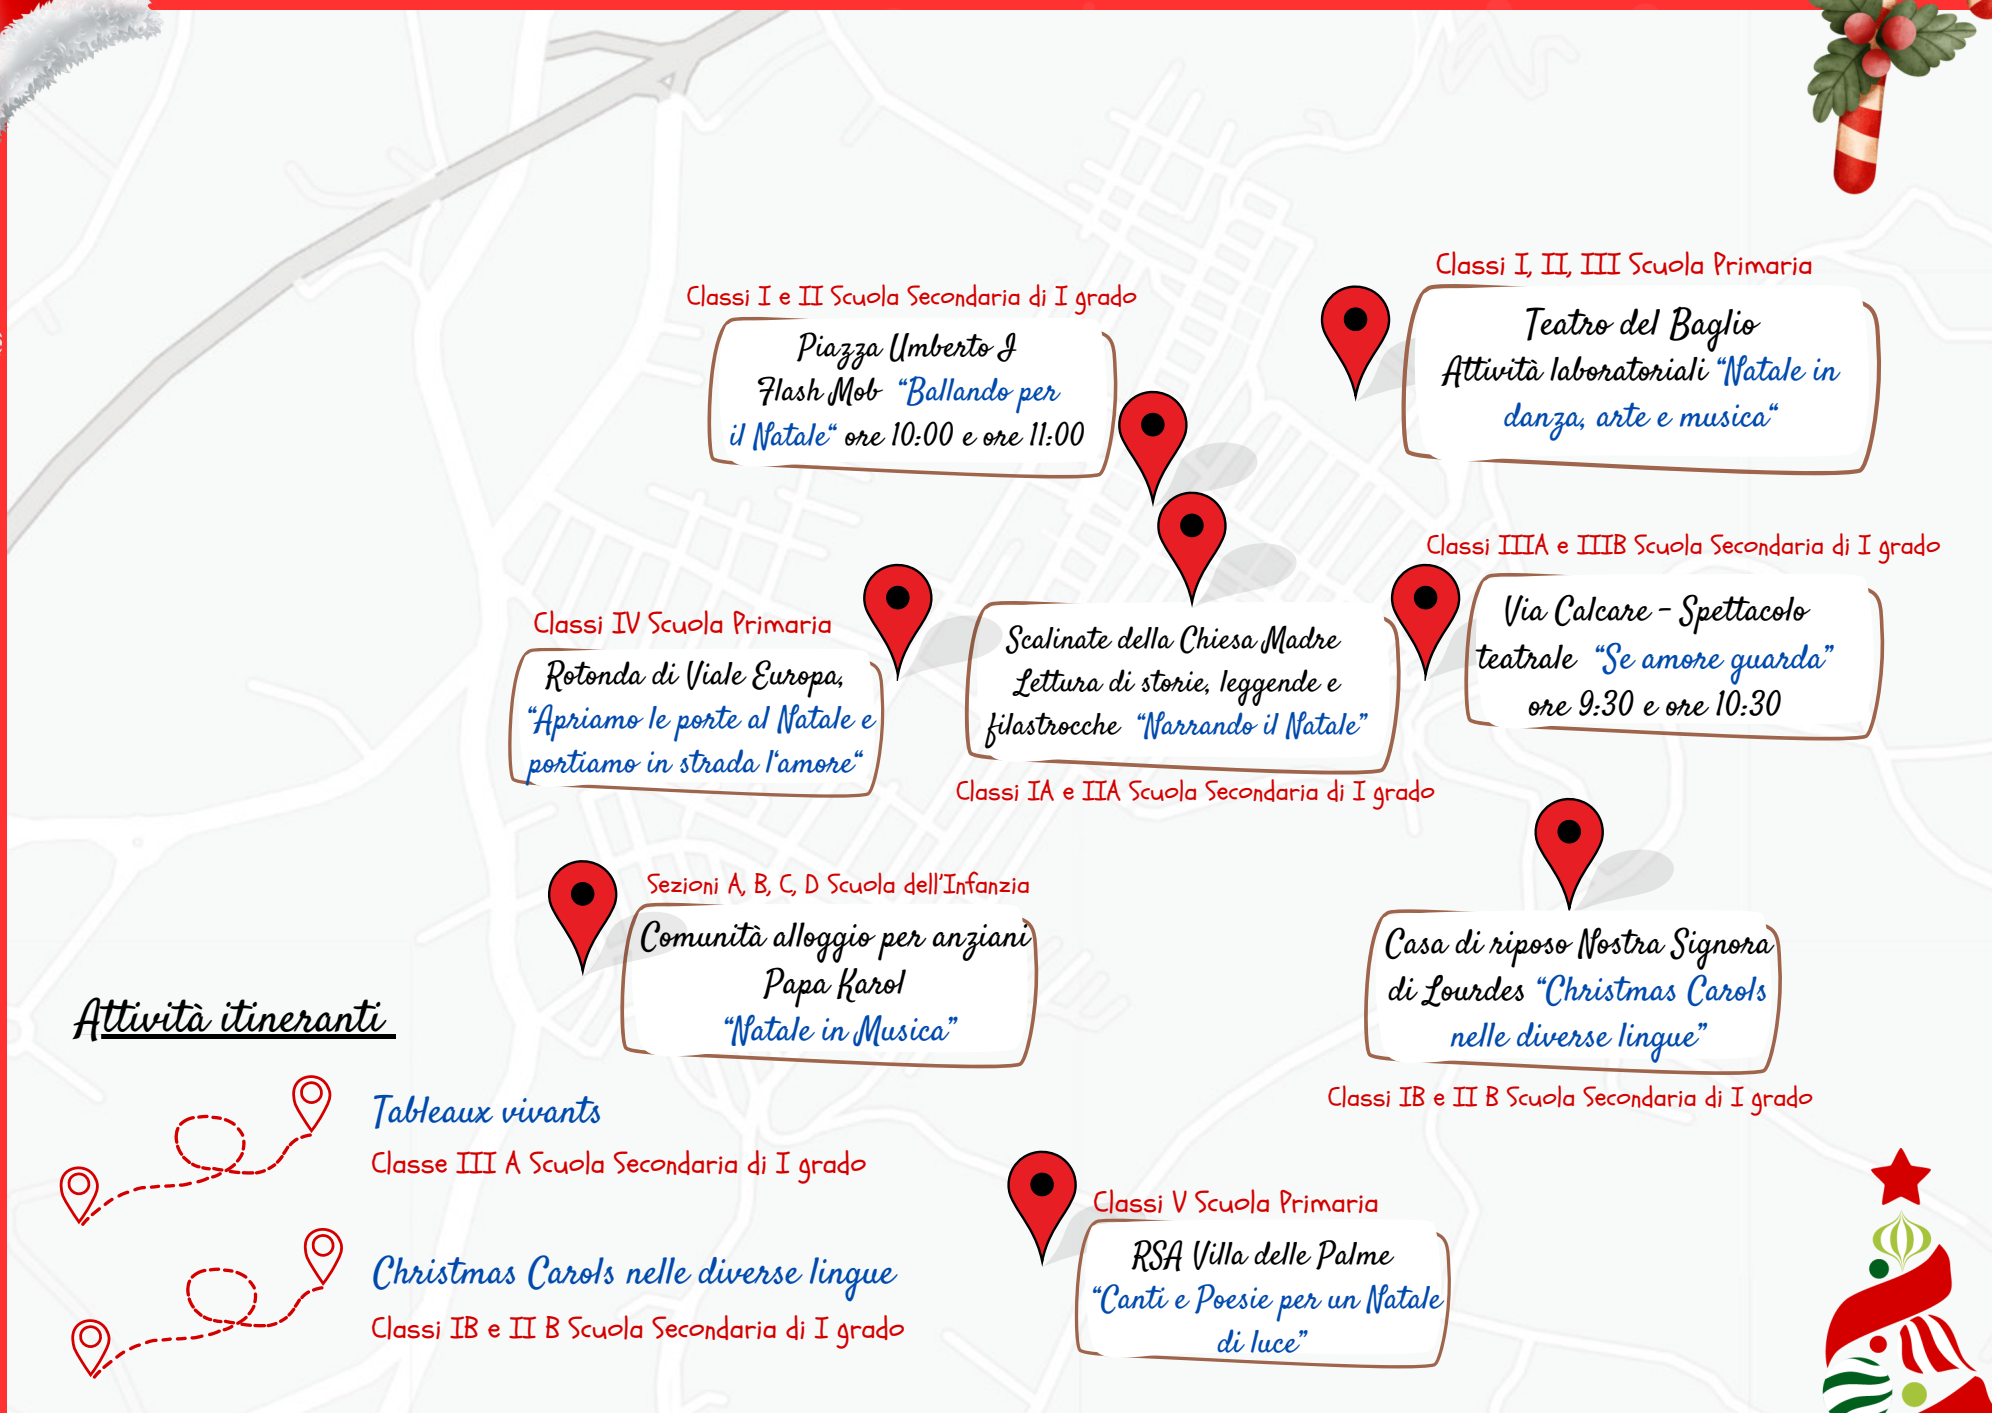 Classi I, II, III Scuola Primaria
Teatro del Baglio
Attività laboratoriali “Natale in
danza, arte e musica“
Classi I e II Scuola Secondaria di I grado
Piazza Umberto I
Flash Mob “Ballando per
il Natale“ ore 10:00 e ore 11:00
Classi IIIA e IIIB Scuola Secondaria di I grado
Via Calcare - Spettacolo
teatrale “Se amore guarda”
ore 9:30 e ore 10:30
Classi IV Scuola Primaria
Rotonda di Viale Europa,
“Apriamo le porte al Natale e
portiamo in strada l‘amore“
Scalinate della Chiesa Madre
Lettura di storie, leggende e
filastrocche “Narrando il Natale”
Classi IA e IIA Scuola Secondaria di I grado
Sezioni A, B, C, D Scuola dell'Infanzia
Comunità alloggio per anziani
Papa Karol
“Natale in Musica”
Casa di riposo Nostra Signora
di Lourdes “Christmas Carols
nelle diverse lingue”
Classi IB e II B Scuola Secondaria di I grado
Attività itineranti
Tableaux vivants
Classe III A Scuola Secondaria di I grado
Christmas Carols nelle diverse lingue
Classi IB e II B Scuola Secondaria di I grado
Classi V Scuola Primaria
RSA Villa delle Palme
“Canti e Poesie per un Natale
di luce”